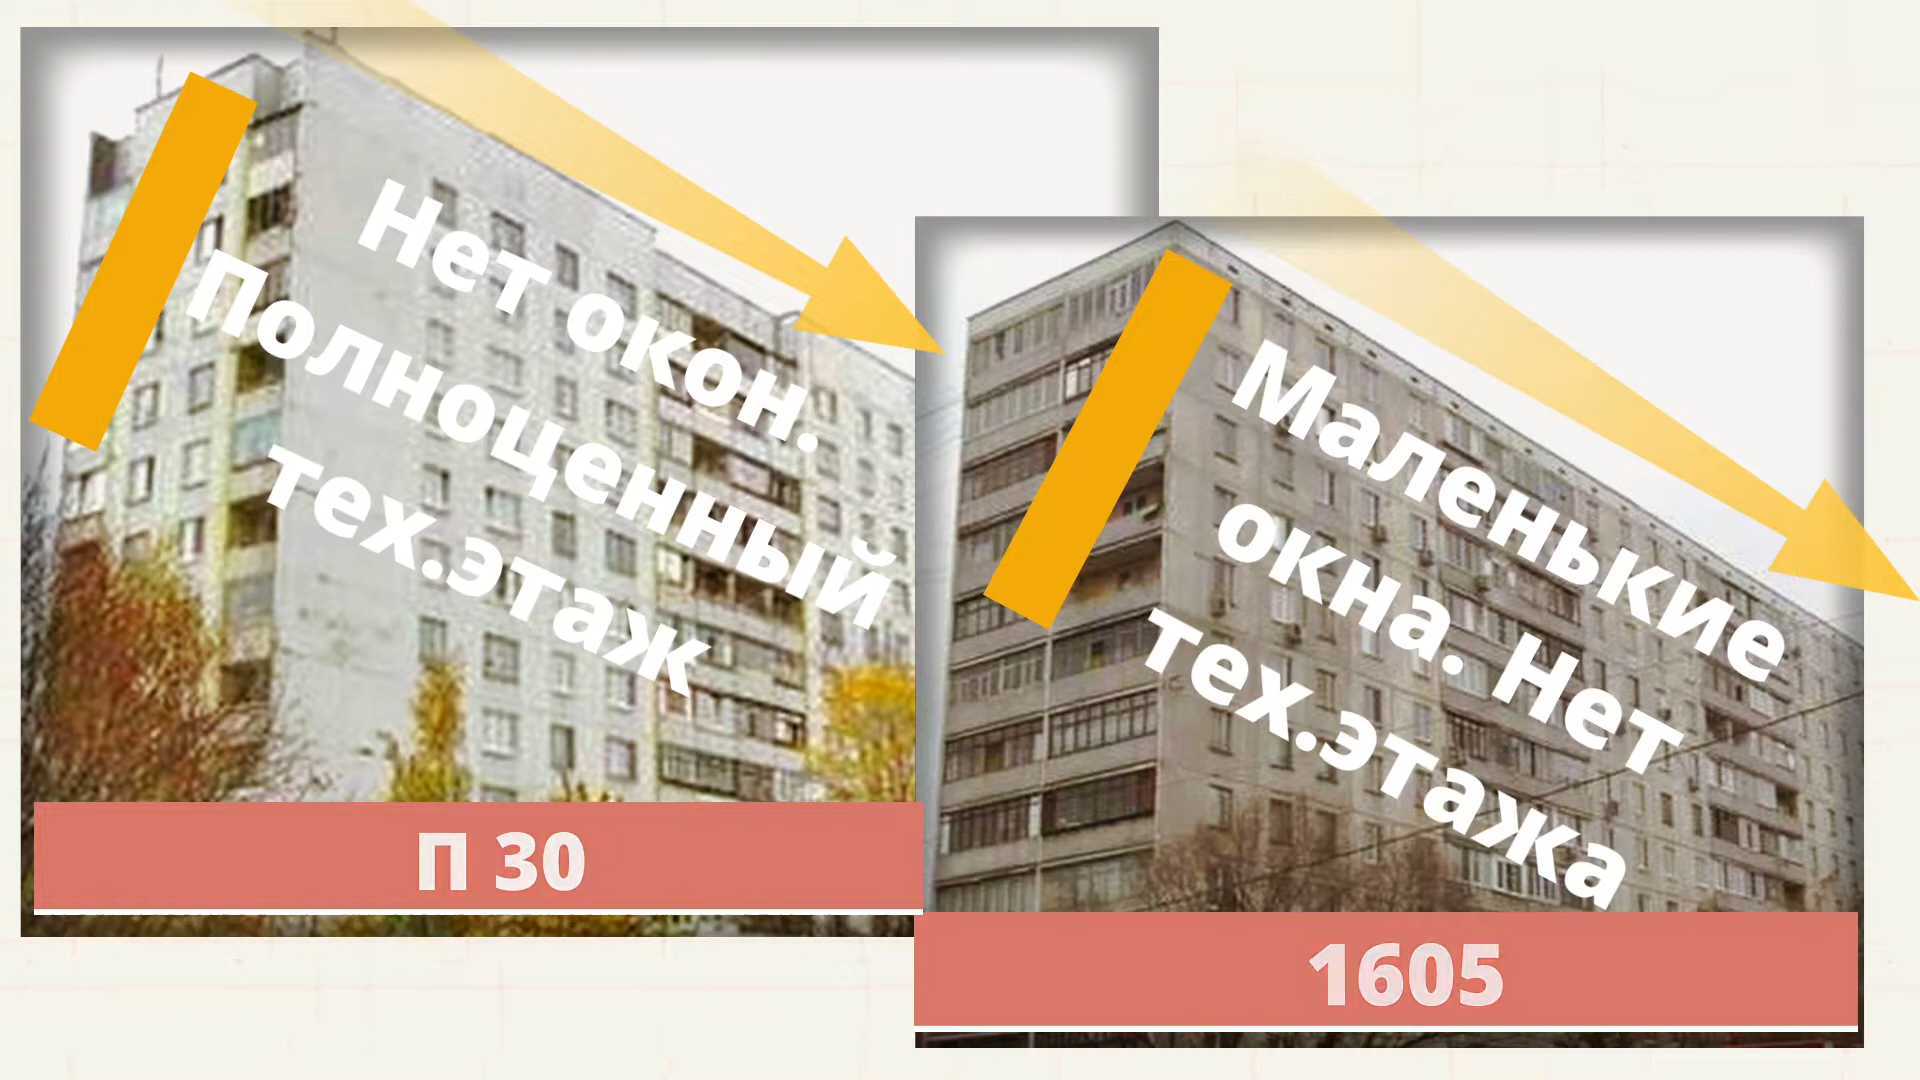 Нет окон.
Полноценный
тех.этаж
П 30
Маленькие
окна. Нет
тех.этажа
1605